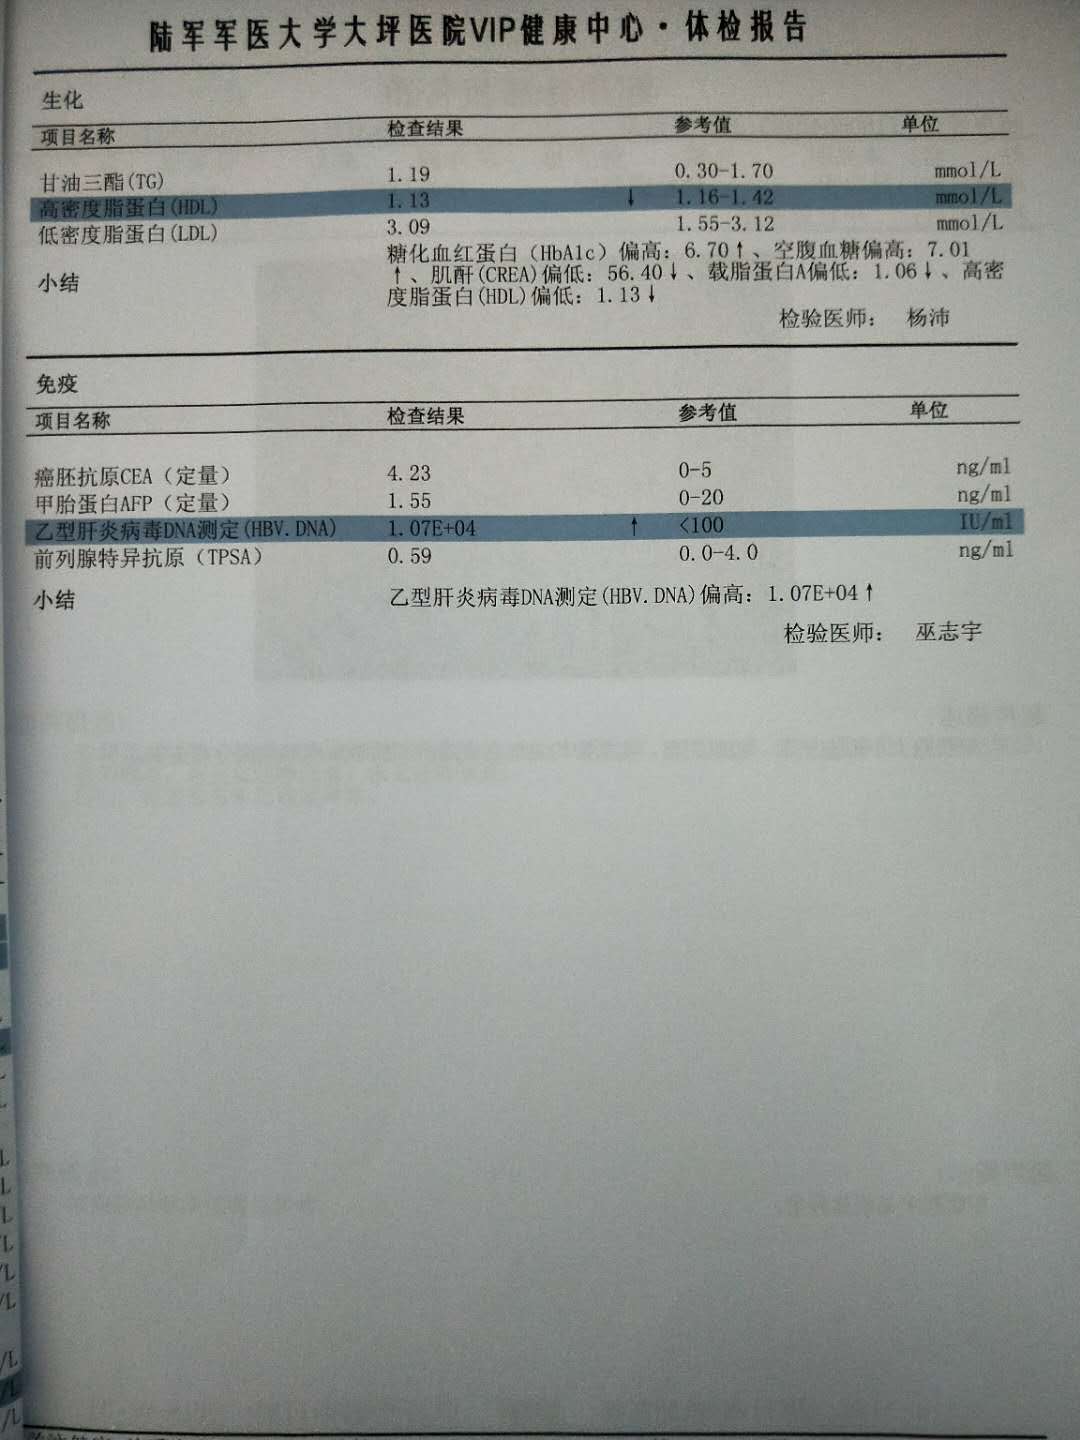 陆军军医大学大坪医院VIP健康中心·体检报告
生化
项目名称 检查结果 参考值 单位
甘油三酯(TG) 1.19 0.30-1.70 mmol/L
高密度脂蛋白(HDL) 1.13 ↓ 1.16-1.42 mmol/L
低密度脂蛋白(LDL) 3.09 1.55-3.12 mmol/L
小结 糖化血红蛋白(HbA1c)偏高：6.70↑、空腹血糖偏高：7.01
↑、肌酐(CREA)偏低：56.40↓、载脂蛋白A偏低：1.06↓、高密
度脂蛋白(HDL)偏低：1.13↓
检验医师： 杨沛
免疫
项目名称 检查结果 参考值 单位
癌胚抗原CEA（定量） 4.23 0-5 ng/ml
甲胎蛋白AFP（定量） 1.55 0-20 ng/ml
乙型肝炎病毒DNA测定(HBV.DNA) 1.07E+04 ↑ <100 IU/ml
前列腺特异抗原（TPSA） 0.59 0.0-4.0 ng/ml
小结 乙型肝炎病毒DNA测定(HBV.DNA)偏高：1.07E+04↑
检验医师： 巫志宇